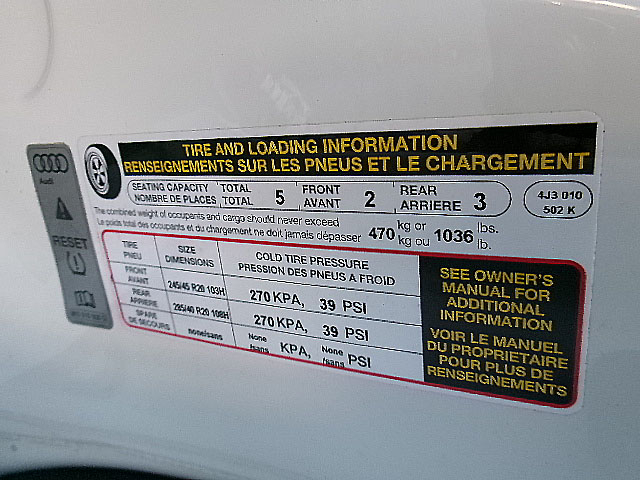 TIRE AND LOADING INFORMATION
RENSEIGNEMENTS SUR LES PNEUS ET LE CHARGEMENT
Audi
RESET
SEATING CAPACITY TOTAL 5 FRONT 2 REAR 3
NOMBRE DE PLACES TOTAL AVANT ARRIERE
4J3 010
502 K
The combined weight of occupants and cargo should never exceed 470 kg or 1036 lbs.
Le poids total des occupants et du chargement ne doit jamais dépasser kg ou lb.
TIRE SIZE COLD TIRE PRESSURE
PNEU DIMENSIONS PRESSION DES PNEUS A FROID
FRONT
AVANT 245/45 R20 103H 270 KPA, 39 PSI
REAR
ARRIERE 285/40 R20 108H 270 KPA, 39 PSI
SPARE None None
DE SECOURS none/sans /sans KPA, /sans PSI
SEE OWNER'S
MANUAL FOR
ADDITIONAL
INFORMATION
VOIR LE MANUEL
DU PROPRIETAIRE
POUR PLUS DE
RENSEIGNEMENTS